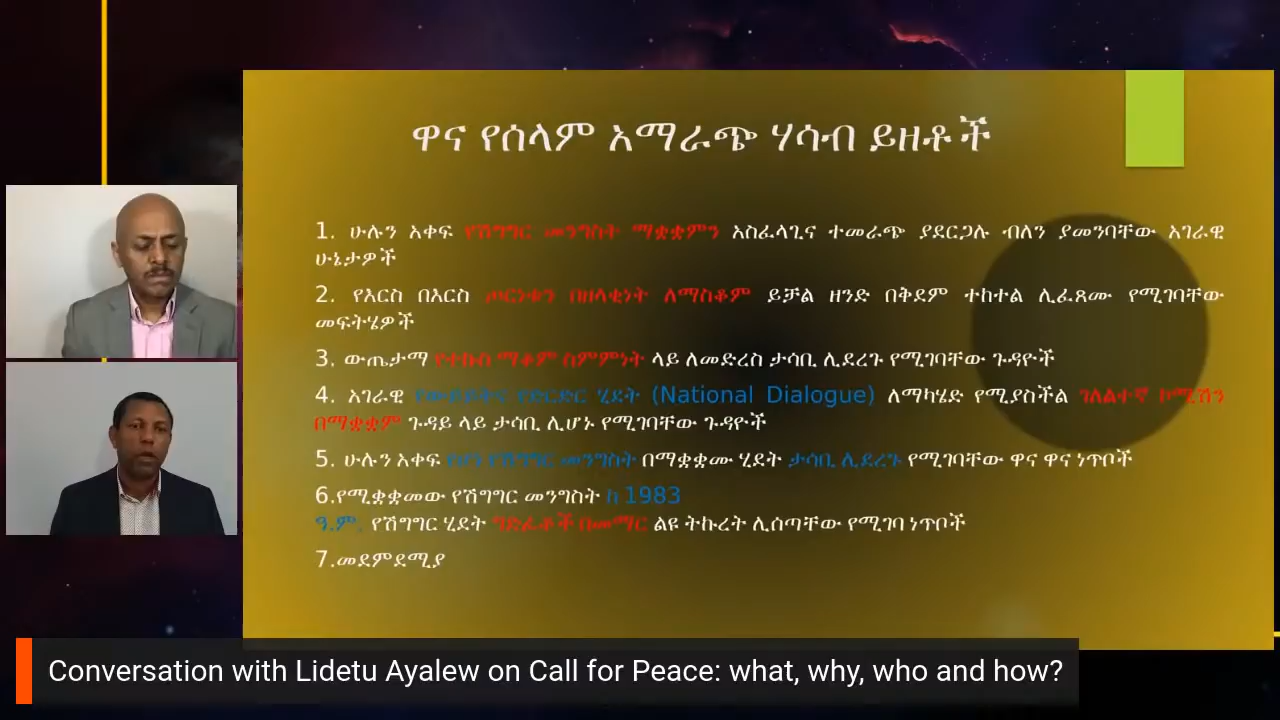 ዋና የሰላም አማራጭ ሃሳብ ይዘቶች
1. ሁሉን አቀፍ የሽግግር መንግስት ማቋቋምን አስፈላጊና ተመራጭ ያደርጋሉ ብለን ያመንባቸው አገራዊ
ሁኔታዎች
2. የእርስ በእርስ ጦርነቱን በዘላቂነት ለማስቆም ይቻል ዘንድ በቅደም ተከተል ሊፈጸሙ የሚገባቸው
መፍትሄዎች
3. ውጤታማ የተኩስ ማቆም ስምምነት ላይ ለመድረስ ታሳቢ ሊደረጉ የሚገባቸው ጉዳዮች
4. አገራዊ የውይይትና የድርድር ሂደት (National Dialogue) ለማካሄድ የሚያስችል ገለልተኛ ኮሚሽን
በማቋቋም ጉዳይ ላይ ታሳቢ ሊሆኑ የሚገባቸው ጉዳዮች
5. ሁሉን አቀፍ የሽግግር መንግስት በማቋቋሙ ሂደት ታሳቢ ሊደረጉ የሚገባቸው ዋና ዋና ነጥቦች
6.የሚቋቋመው የሽግግር መንግስት ከ 1983
ዓ.ም. የሽግግር ሂደት ግድፈቶች በመማር ልዩ ትኩረት ሊሰጣቸው የሚገባ ነጥቦች
7.መደምደሚያ
Conversation with Lidetu Ayalew on Call for Peace: what, why, who and how?